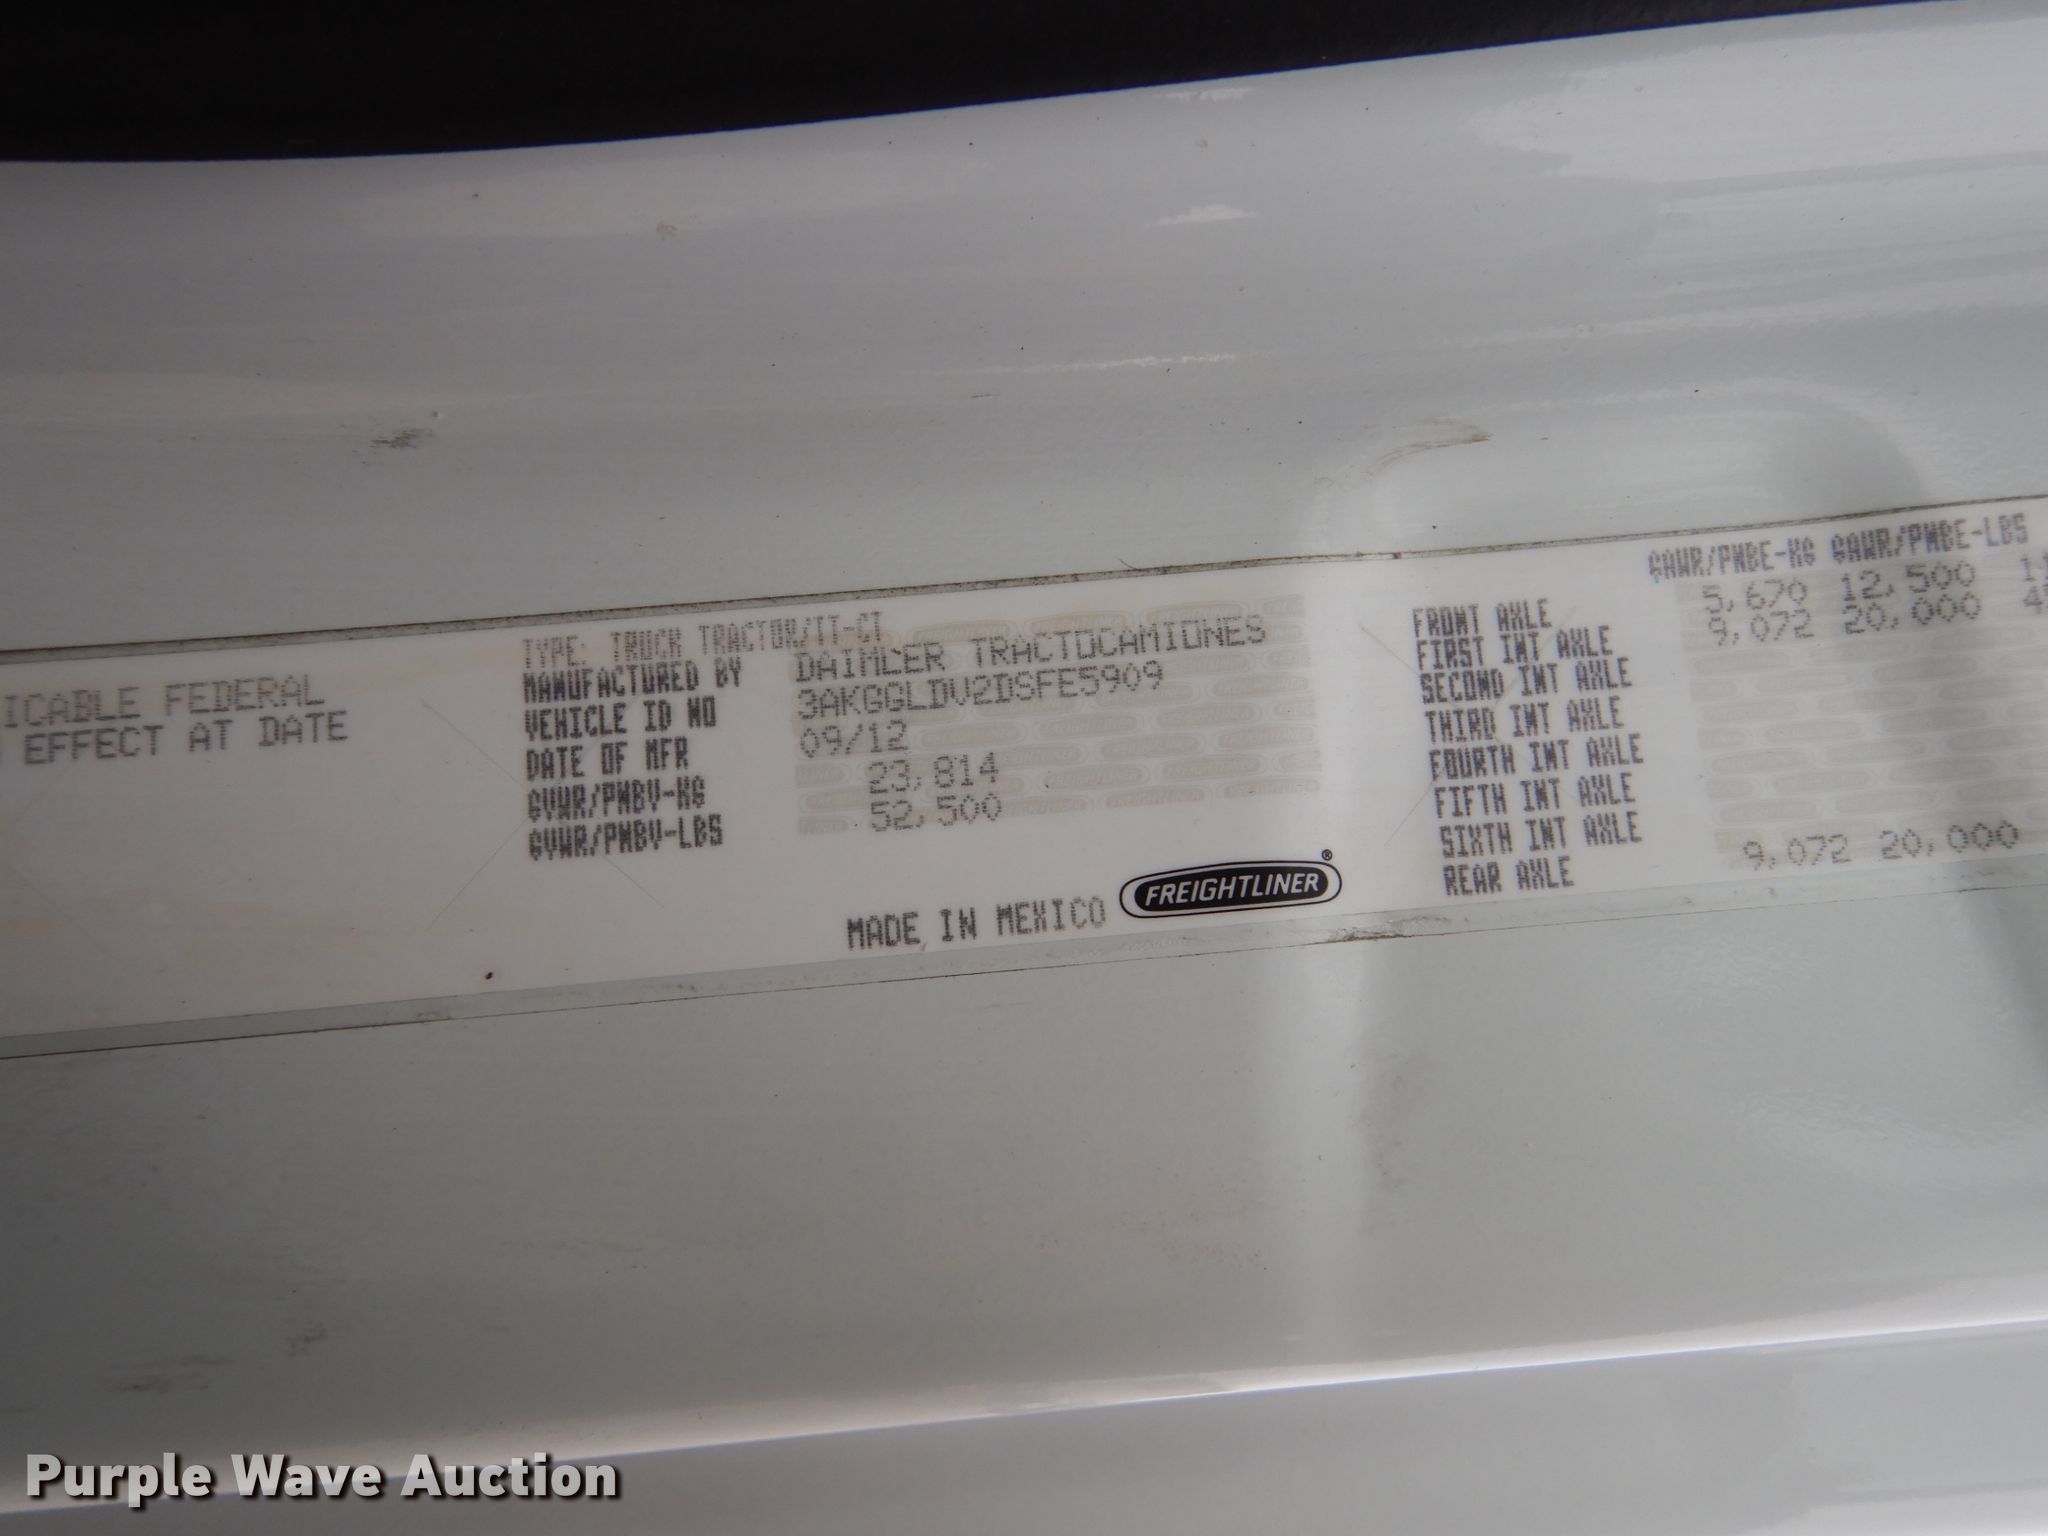 ICABLE FEDERAL
EFFECT AT DATE
TYPE: TRUCK TRACTOR/TT-CT
MANUFACTURED BY DAIMLER TRACTOCAMIONES
VEHICLE ID NO 3AKGGLDV2DSFE5909
DATE OF MFR 09/12
GVWR/PNBV-KG 23,814
GVWR/PNBV-LBS 52,500
MADE IN MEXICO FREIGHTLINER®
GAWR/PNBE-KG GAWR/PNBE-LBS
FRONT AXLE 5,670 12,500
FIRST INT AXLE 9,072 20,000
SECOND INT AXLE
THIRD INT AXLE
FOURTH INT AXLE
FIFTH INT AXLE
SIXTH INT AXLE
REAR AXLE 9,072 20,000
Purple Wave Auction